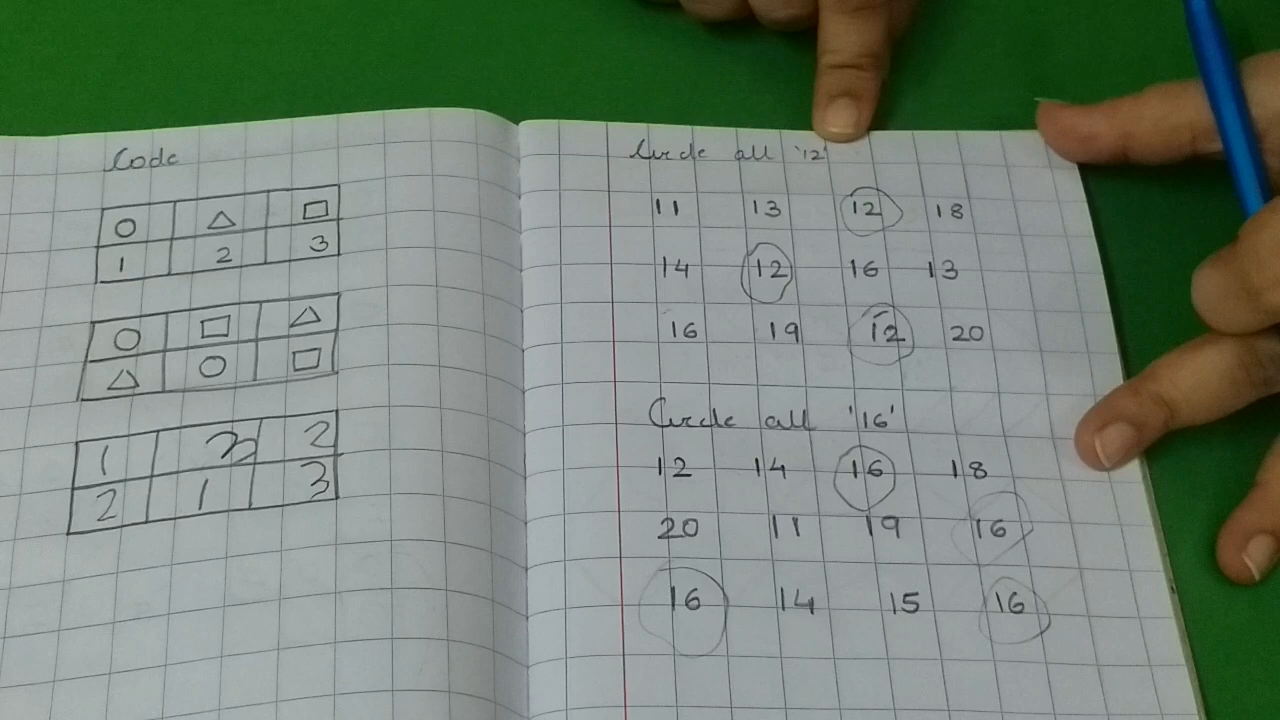 Code
○ △ □
1 2 3
○ □ △
△ ○ □
1 3 2
2 1 3
Circle all '12'
11 13 12 18
14 12 16 13
16 19 12 20
Circle all '16'
12 14 16 18
20 11 19 16
16 14 15 16